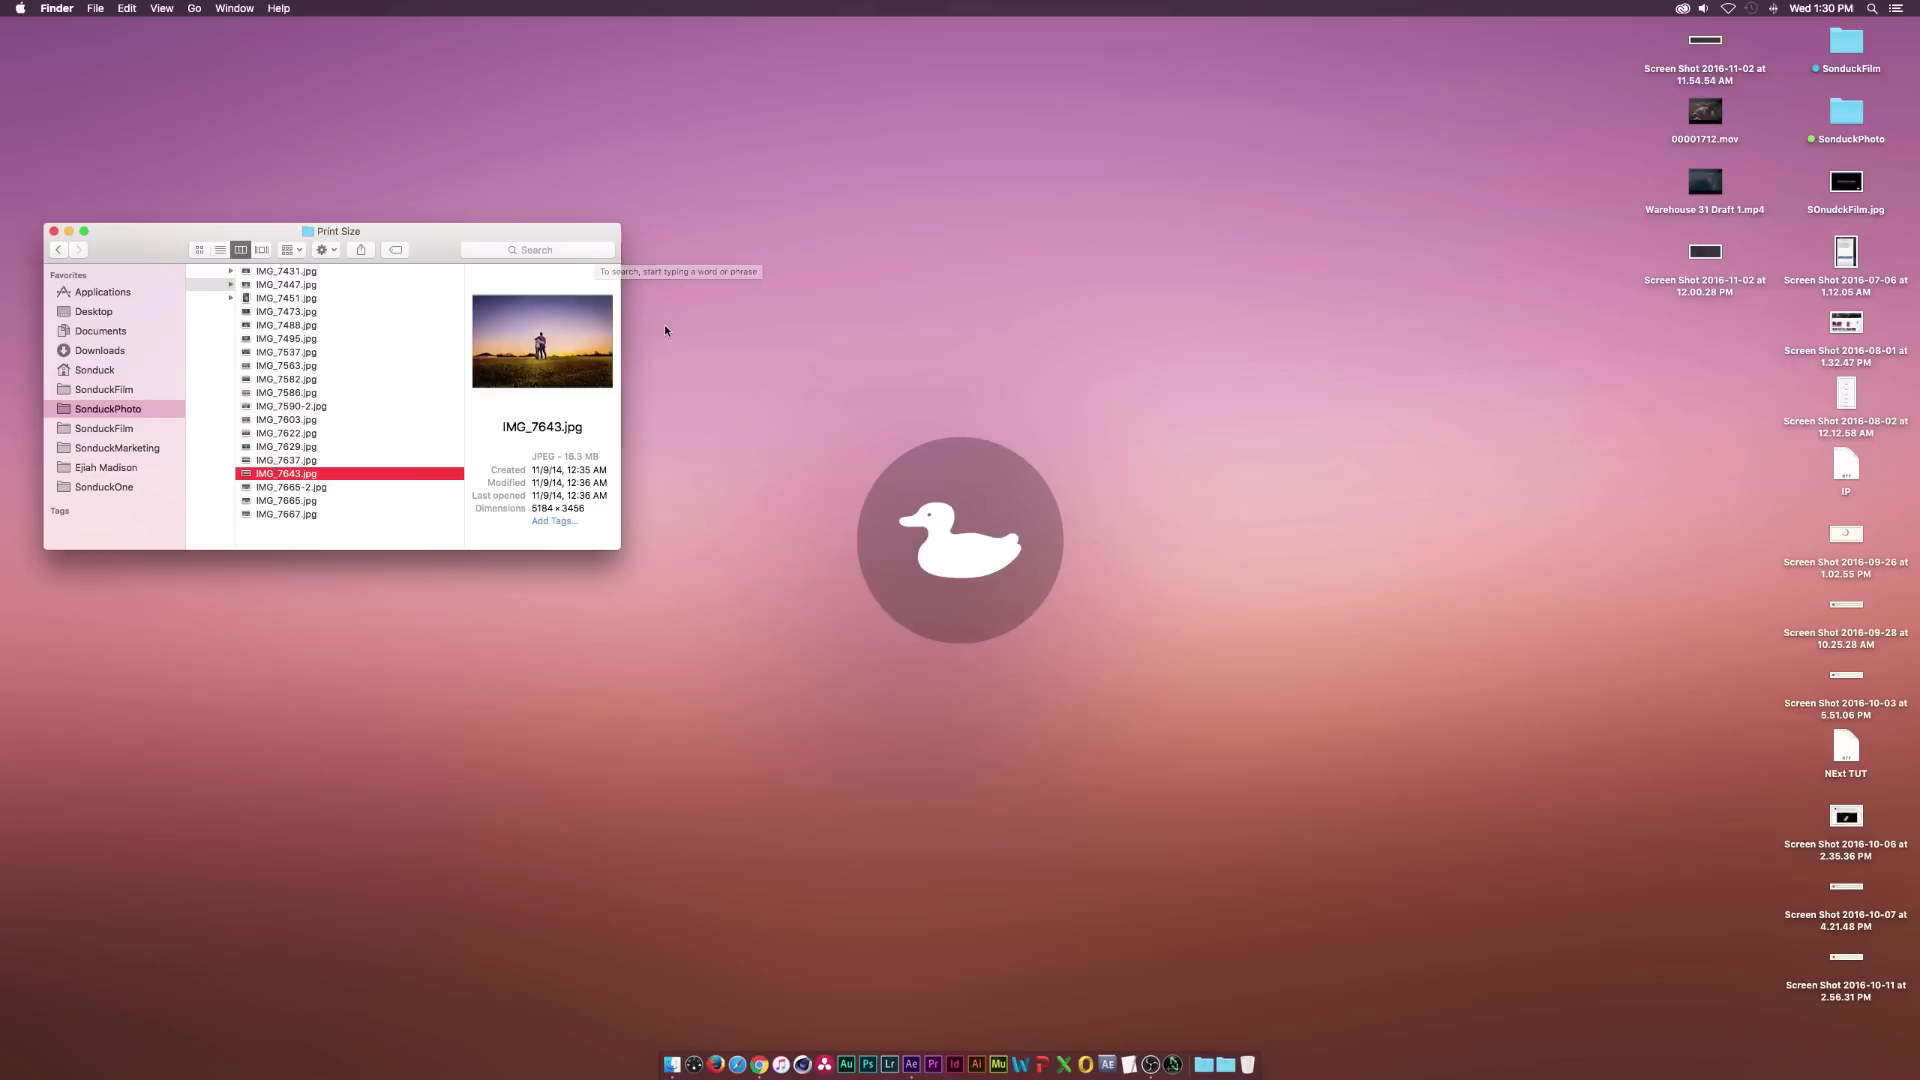 Finder File Edit View Go Window Help
Wed 1:30 PM
Screen Shot 2016-11-02 at
11.54.54 AM
SonduckFilm
00001712.mov
SonduckPhoto
Warehouse 31 Draft 1.mp4
SOnudckFilm.jpg
Screen Shot 2016-11-02 at
12.00.28 PM
Screen Shot 2016-07-06 at
1.12.05 AM
Screen Shot 2016-08-01 at
1.32.47 PM
Screen Shot 2016-08-02 at
12.12.58 AM
IP
Screen Shot 2016-09-26 at
1.02.55 PM
Screen Shot 2016-09-28 at
10.25.28 AM
Screen Shot 2016-10-03 at
5.51.06 PM
NExt TUT
Screen Shot 2016-10-06 at
2.35.36 PM
Screen Shot 2016-10-07 at
4.21.48 PM
Screen Shot 2016-10-11 at
2.56.31 PM
Print Size
Search
To search, start typing a word or phrase
Favorites
Applications
Desktop
Documents
Downloads
Sonduck
SonduckFilm
SonduckPhoto
SonduckFilm
SonduckMarketing
Ejiah Madison
SonduckOne
Tags
IMG_7431.jpg
IMG_7447.jpg
IMG_7451.jpg
IMG_7473.jpg
IMG_7488.jpg
IMG_7495.jpg
IMG_7537.jpg
IMG_7563.jpg
IMG_7582.jpg
IMG_7586.jpg
IMG_7590-2.jpg
IMG_7603.jpg
IMG_7622.jpg
IMG_7629.jpg
IMG_7637.jpg
IMG_7643.jpg
IMG_7665-2.jpg
IMG_7665.jpg
IMG_7667.jpg
IMG_7643.jpg
JPEG - 16.3 MB
Created 11/9/14, 12:35 AM
Modified 11/9/14, 12:36 AM
Last opened 11/9/14, 12:36 AM
Dimensions 5184 × 3456
Add Tags...
Au Ps Lr Ae Pr Id Ai Mu AE